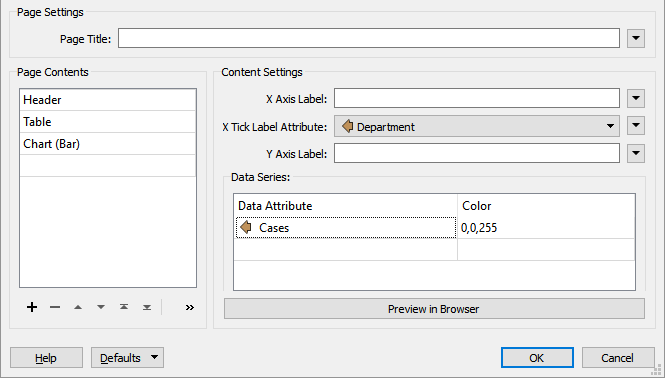 Page Settings
Page Title:
Page Contents
Header
Table
Chart (Bar)
Content Settings
X Axis Label:
X Tick Label Attribute: Department
Y Axis Label:
Data Series:
Data Attribute Color
Cases 0,0,255
Preview in Browser
Help Defaults OK Cancel